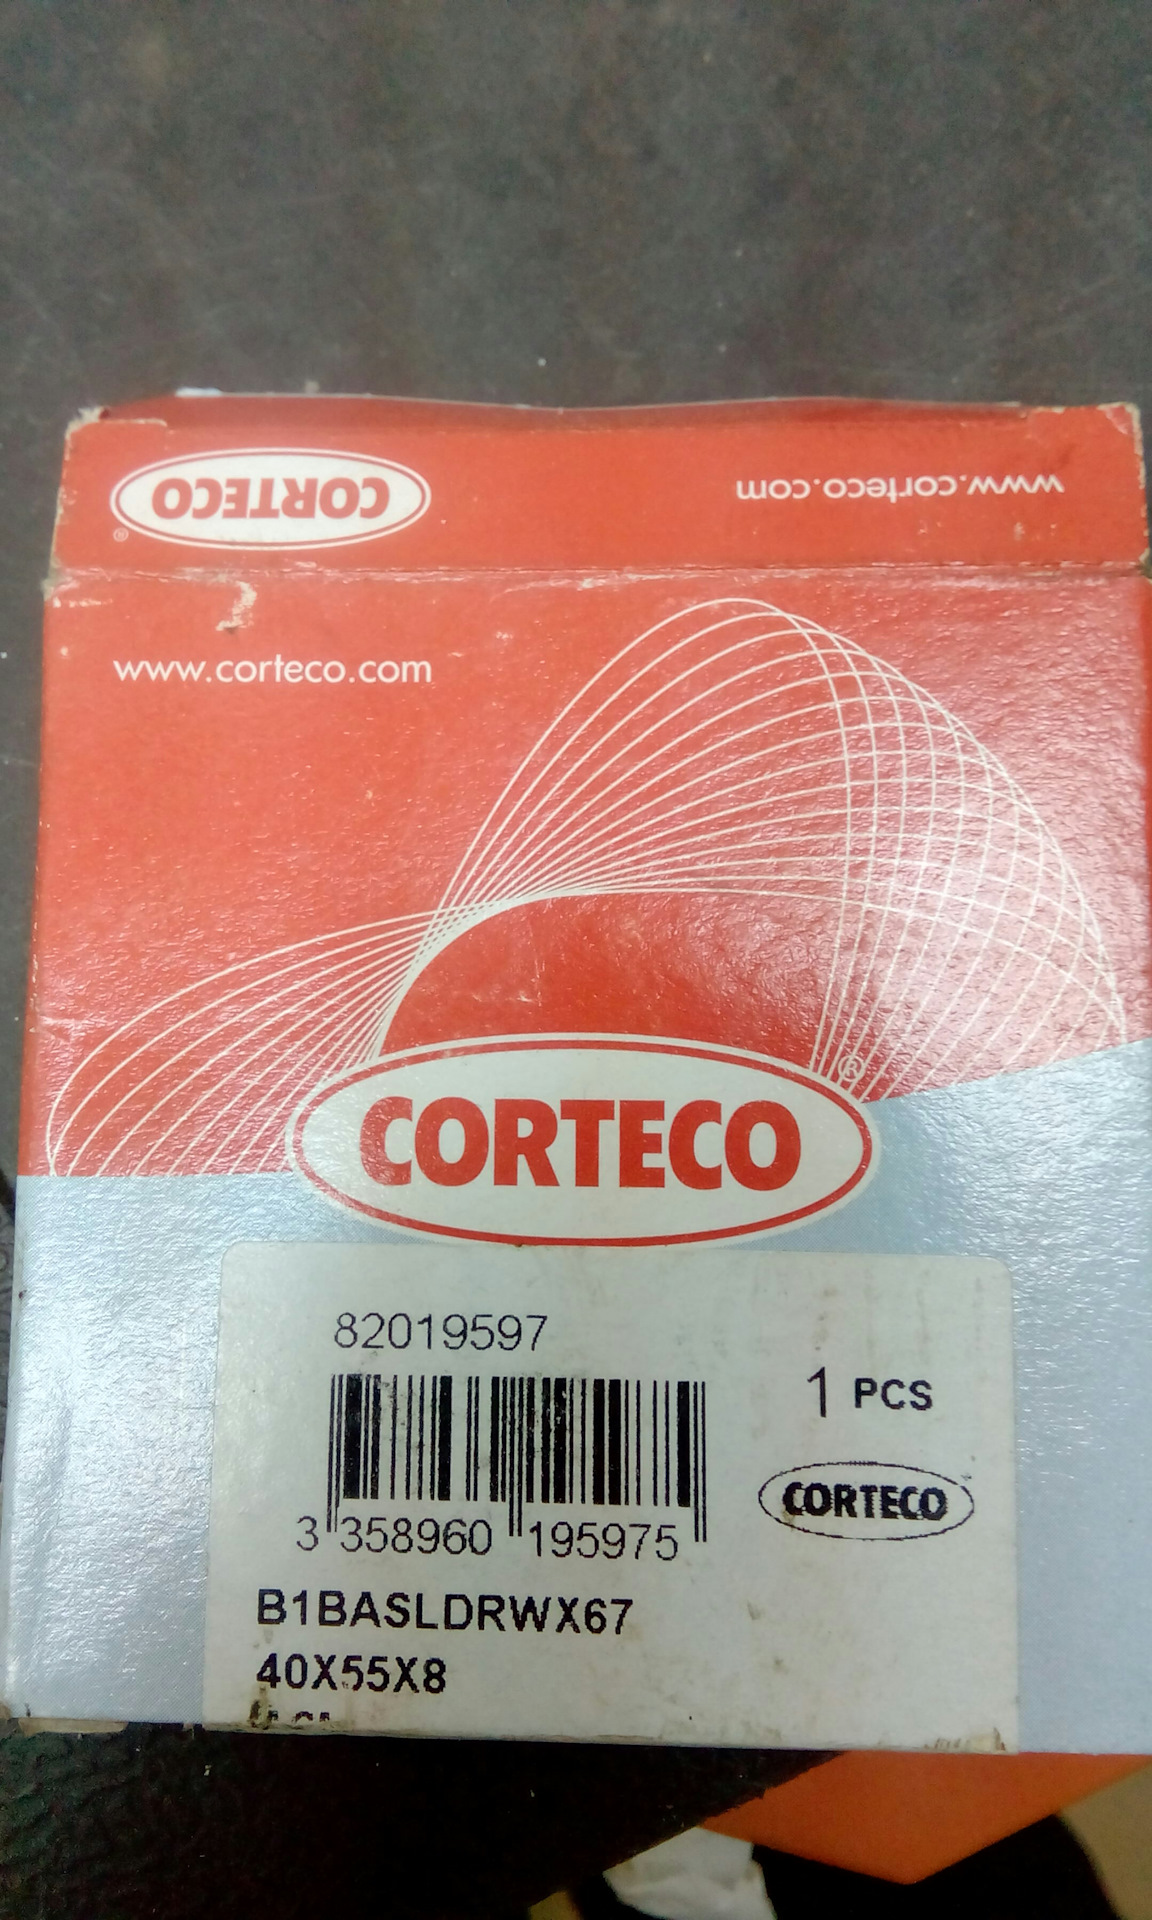 CORTECO
®
www.corteco.com
www.corteco.com
®
CORTECO
82019597
1 PCS
3 358960 195975
CORTECO
B1BASLDRWX67
40X55X8